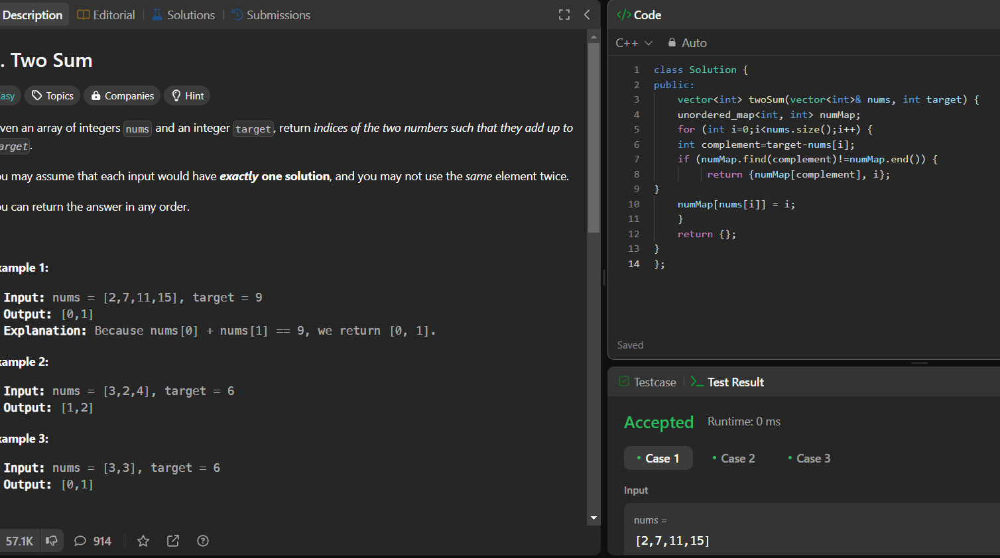 Description Editorial Solutions Submissions
. Two Sum
asy Topics Companies Hint
ven an array of integers nums and an integer target, return indices of the two numbers such that they add up to
arget.
ou may assume that each input would have exactly one solution, and you may not use the same element twice.
ou can return the answer in any order.
ample 1:
Input: nums = [2,7,11,15], target = 9
Output: [0,1]
Explanation: Because nums[0] + nums[1] == 9, we return [0, 1].
ample 2:
Input: nums = [3,2,4], target = 6
Output: [1,2]
ample 3:
Input: nums = [3,3], target = 6
Output: [0,1]
57.1K 914
</> Code
C++ Auto
1 class Solution {
2 public:
3 vector<int> twoSum(vector<int>& nums, int target) {
4 unordered_map<int, int> numMap;
5 for (int i=0;i<nums.size();i++) {
6 int complement=target-nums[i];
7 if (numMap.find(complement)!=numMap.end()) {
8 return {numMap[complement], i};
9 }
10 numMap[nums[i]] = i;
11 }
12 return {};
13 }
14 };
Saved
Testcase >_ Test Result
Accepted Runtime: 0 ms
• Case 1 • Case 2 • Case 3
Input
nums =
[2,7,11,15]